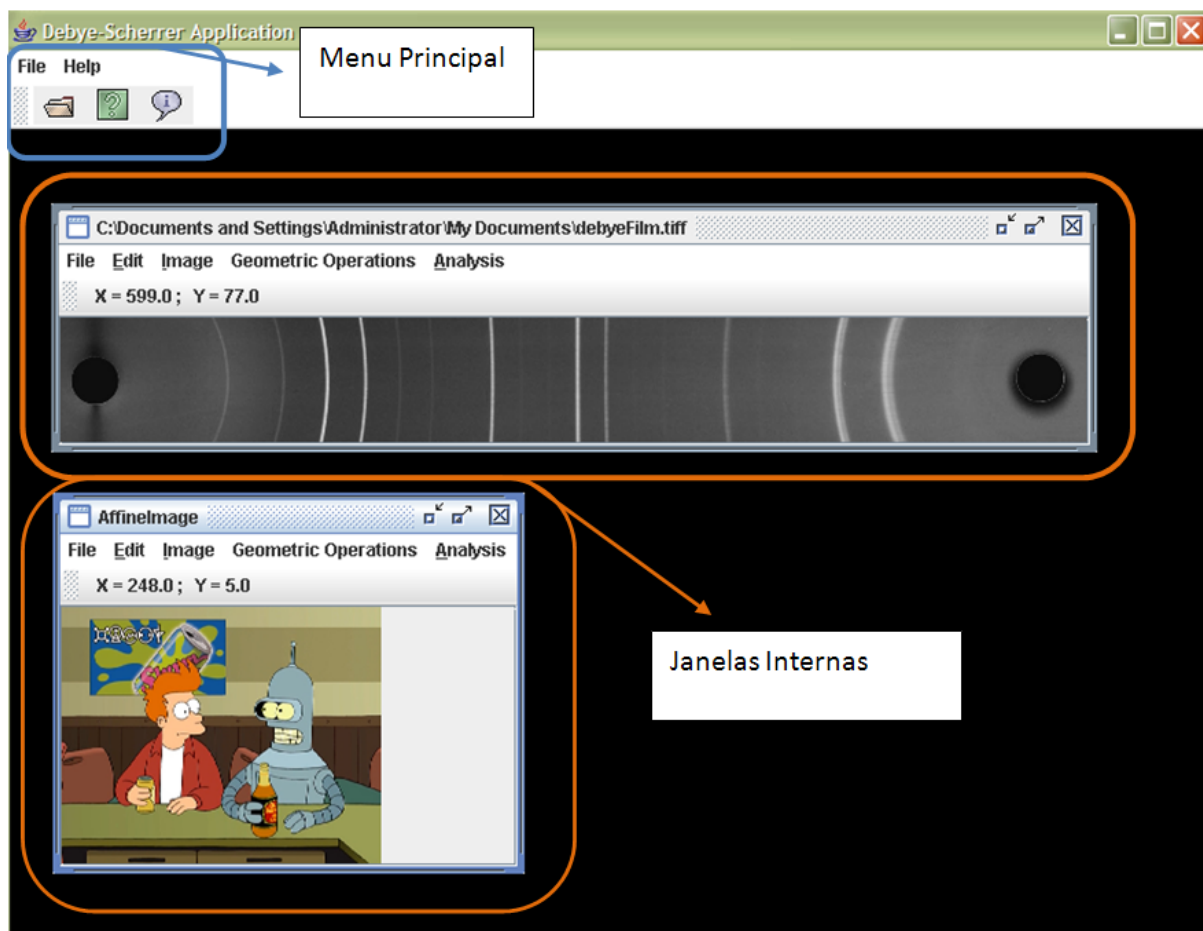 Debye-Scherrer Application
Menu Principal
File Help
C:\Documents and Settings\Administrator\My Documents\debyeFilm.tiff
File Edit Image Geometric Operations Analysis
X = 599.0 ; Y = 77.0
AffineImage
File Edit Image Geometric Operations Analysis
X = 248.0 ; Y = 5.0
Janelas Internas